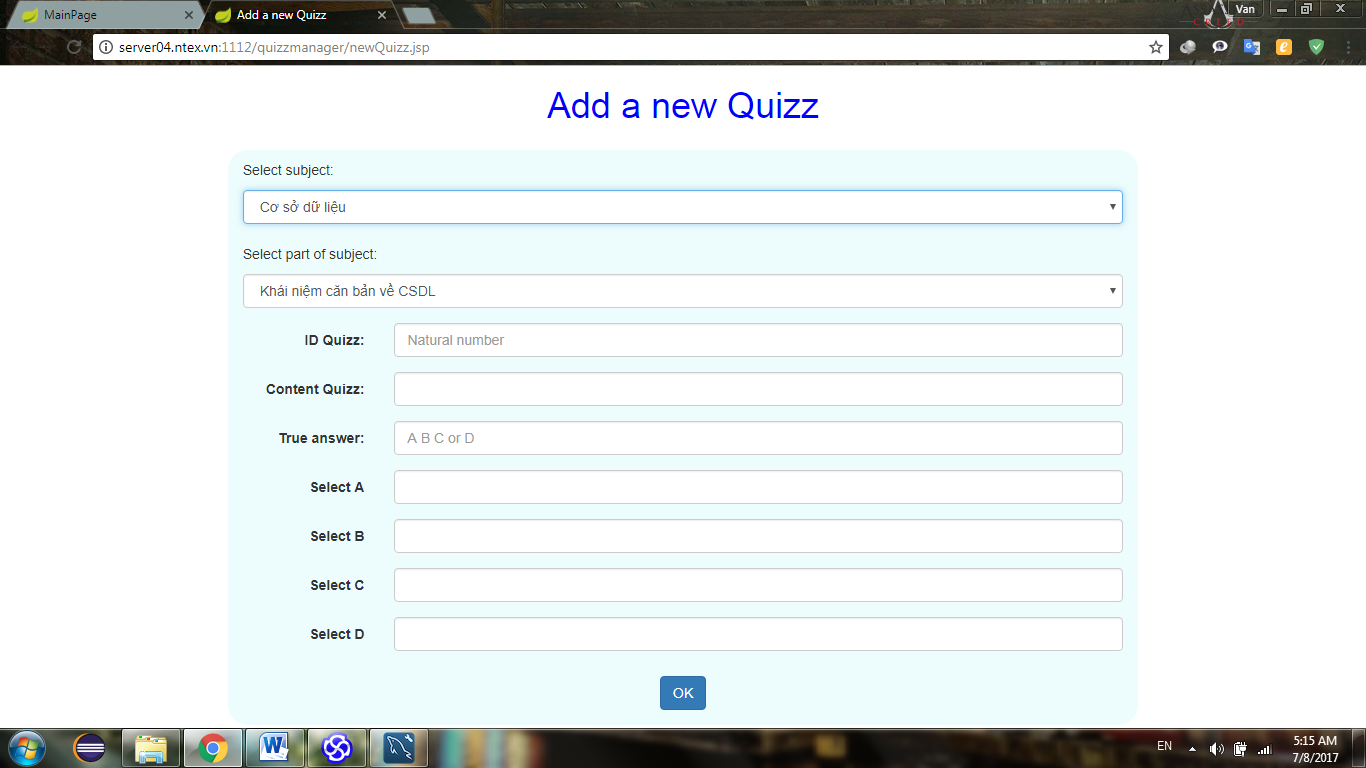 MainPage
Add a new Quizz
Van
server04.ntex.vn:1112/quizzmanager/newQuizz.jsp
Add a new Quizz
Select subject:
Cơ sở dữ liệu
Select part of subject:
Khái niệm căn bản về CSDL
ID Quizz: Natural number
Content Quizz:
True answer: A B C or D
Select A
Select B
Select C
Select D
OK
EN
5:15 AM
7/8/2017